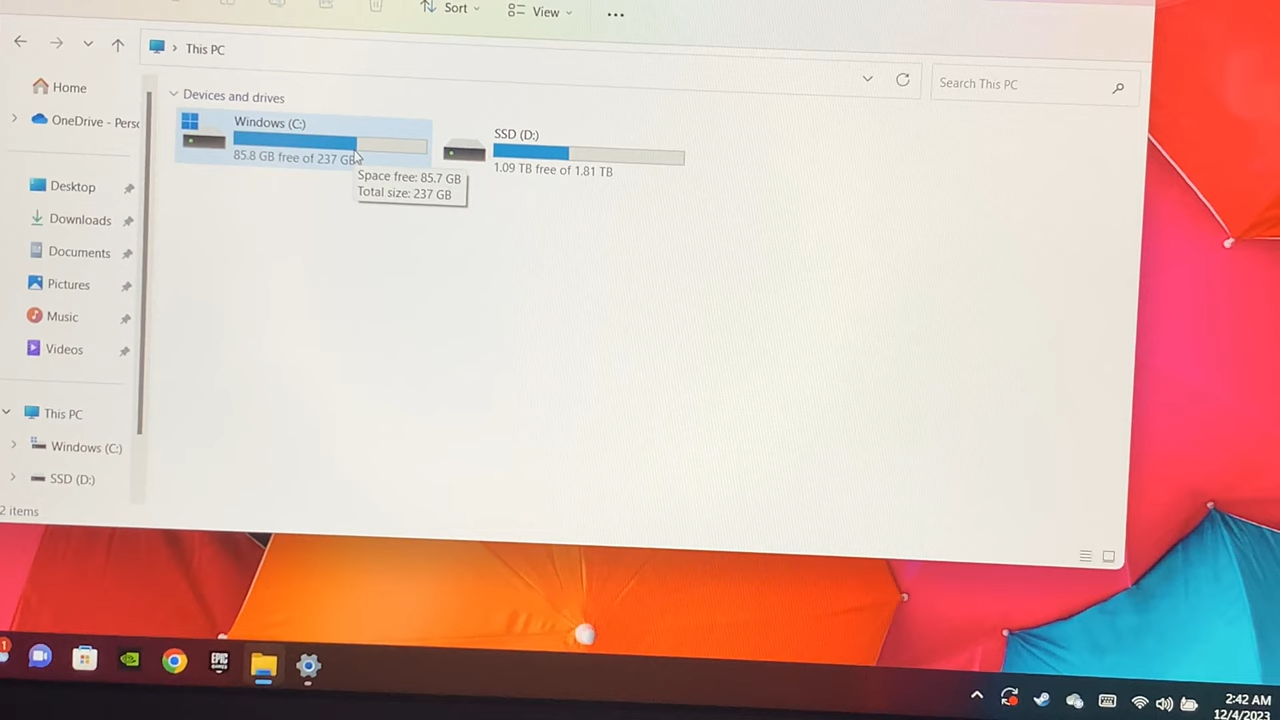 Sort
View
This PC
Search This PC
Home
OneDrive - Perso
Desktop
Downloads
Documents
Pictures
Music
Videos
This PC
Windows (C:)
SSD (D:)
2 items
Devices and drives
Windows (C:)
85.8 GB free of 237 GB
Space free: 85.7 GB
Total size: 237 GB
SSD (D:)
1.09 TB free of 1.81 TB
1
EPIC
GAMES
2:42 AM
12/4/2023